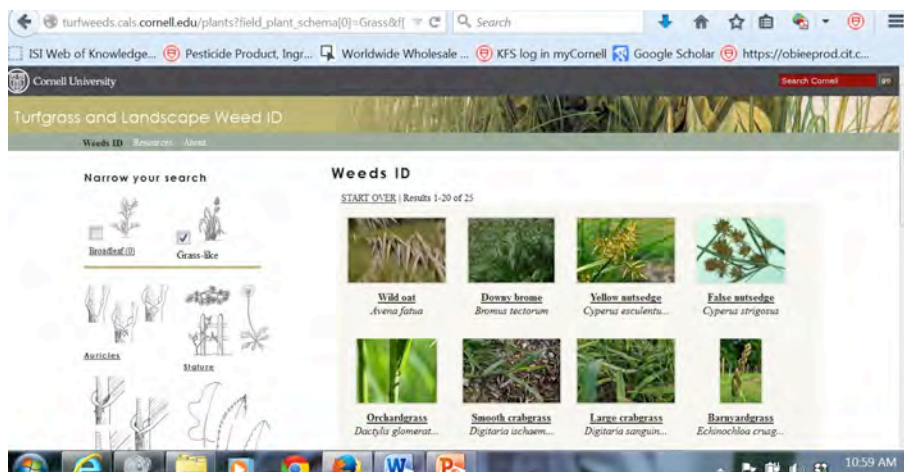 turfweeds.cals.cornell.edu/plants?field_plant_schema[0]=Grass&f[
Search
ISI Web of Knowledge... Pesticide Product, Ingr... Worldwide Wholesale ... KFS log in myCornell Google Scholar https://obieeprod.cit.c...
Cornell University
Search Cornell go
Turfgrass and Landscape Weed ID
Weeds ID Resources About
Narrow your search
Broadleaf (0)
Grass-like
Auricles
Stature
Weeds ID
START OVER | Results 1-20 of 25
Wild oat Downy brome Yellow nutsedge False nutsedge
Avena fatua Bromus tectorum Cyperus esculentu... Cyperus strigosus
Orchardgrass Smooth crabgrass Large crabgrass Barnyardgrass
Dactylis glomerat... Digitaria ischaem... Digitaria sanguin... Echinochloa crusg...
10:59 AM